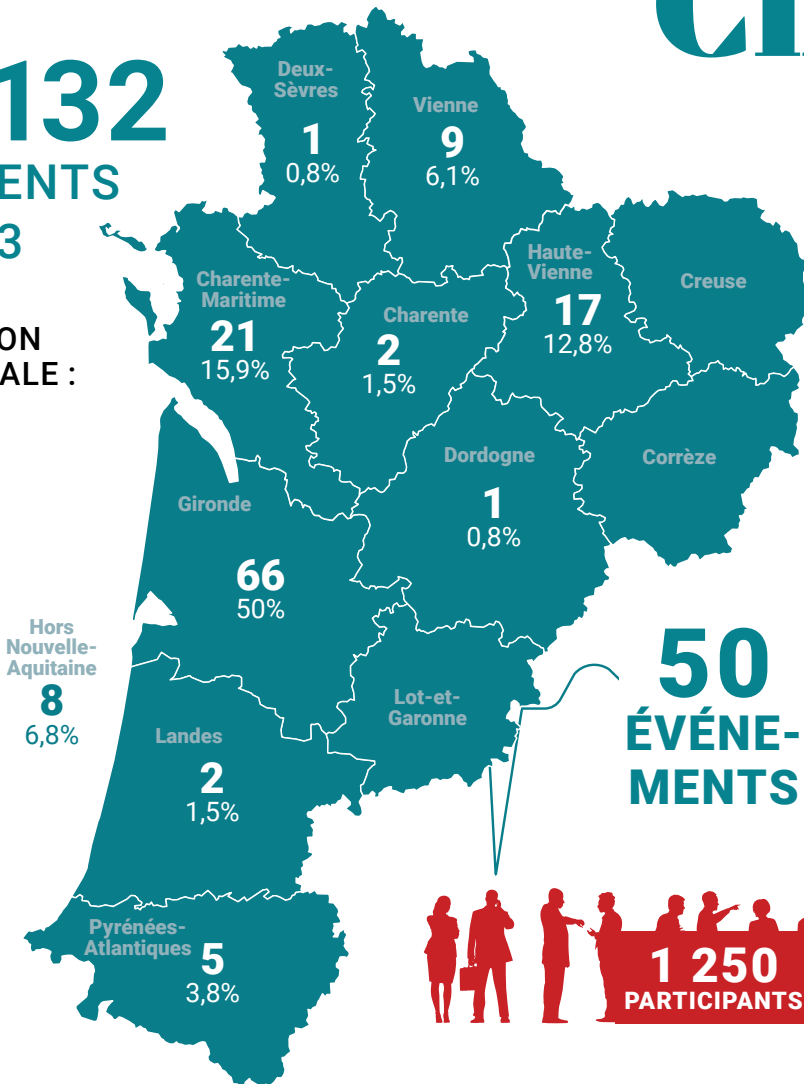 132
ENTS
3
ON
ALE :
Deux-
Sèvres
1
0,8%
Vienne
9
6,1%
Charente-
Maritime
21
15,9%
Charente
2
1,5%
Haute-
Vienne
17
12,8%
Creuse
Dordogne
1
0,8%
Corrèze
Gironde
66
50%
Hors
Nouvelle-
Aquitaine
8
6,8%
Lot-et-
Garonne
Landes
2
1,5%
Pyrénées-
Atlantiques
5
3,8%
50
ÉVÉNE-
MENTS
1 250
PARTICIPANTS